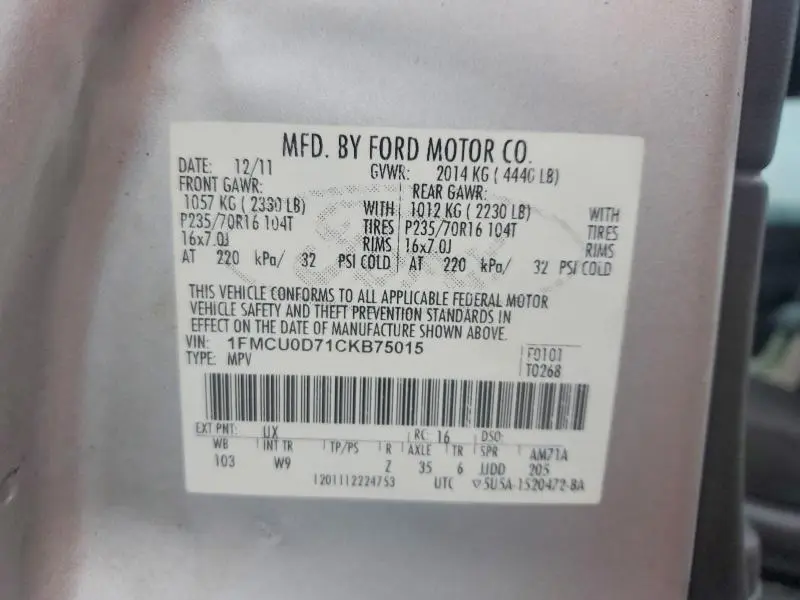 MFD. BY FORD MOTOR CO.
DATE: 12/11 GVWR: 2014 KG ( 4440 LB)
FRONT GAWR: REAR GAWR:
1057 KG ( 2330 LB) WITH 1012 KG ( 2230 LB) WITH
P235/70R16 104T TIRES P235/70R16 104T TIRES
16x7.0J RIMS 16x7.0J RIMS
AT 220 kPa/ 32 PSI COLD AT 220 kPa/ 32 PSI COLD
THIS VEHICLE CONFORMS TO ALL APPLICABLE FEDERAL MOTOR
VEHICLE SAFETY AND THEFT PREVENTION STANDARDS IN
EFFECT ON THE DATE OF MANUFACTURE SHOWN ABOVE.
VIN: 1FMCU0D71CKB75015 F0101
TYPE: MPV T0268
EXT PNT: UX RC: 16 DSO:
WB INT TR TP/PS R AXLE TR SPR AM71A
103 W9 Z 35 6 JJDD 205
1201112224753 UTC ▽5U5A-1520472-BA